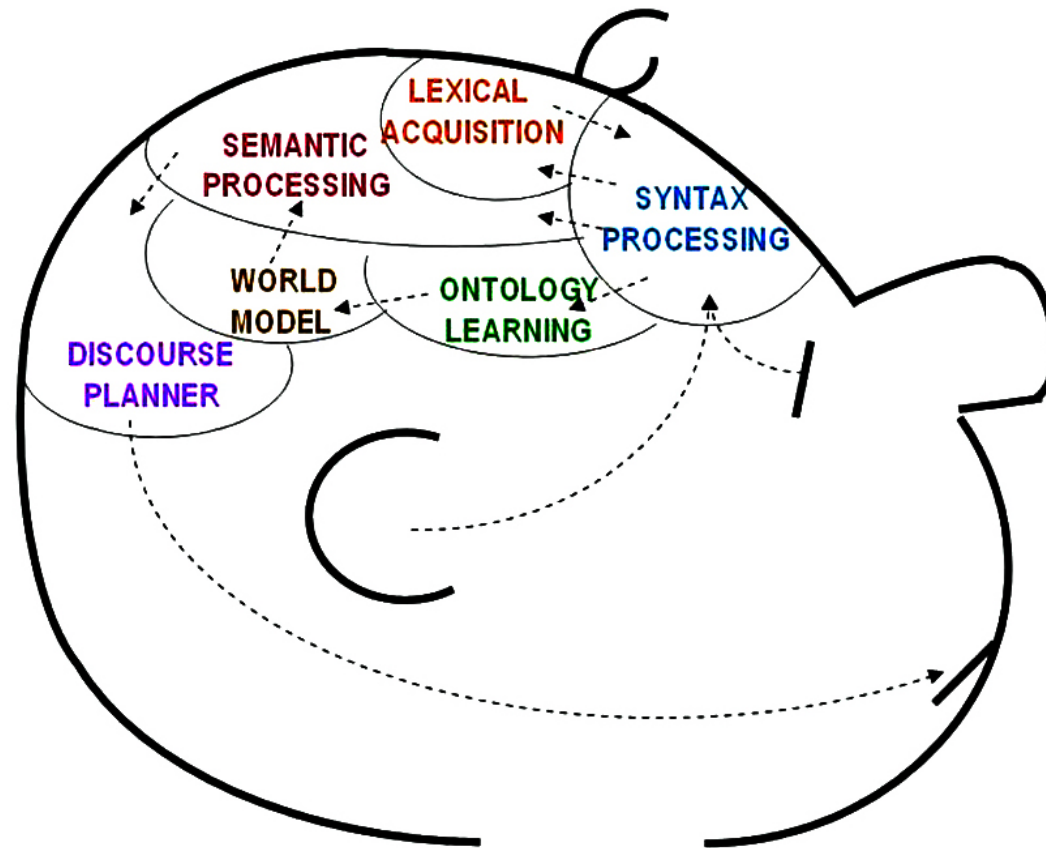 LEXICAL
ACQUISITION
SEMANTIC
PROCESSING
SYNTAX
PROCESSING
WORLD
MODEL
ONTOLOGY
LEARNING
DISCOURSE
PLANNER